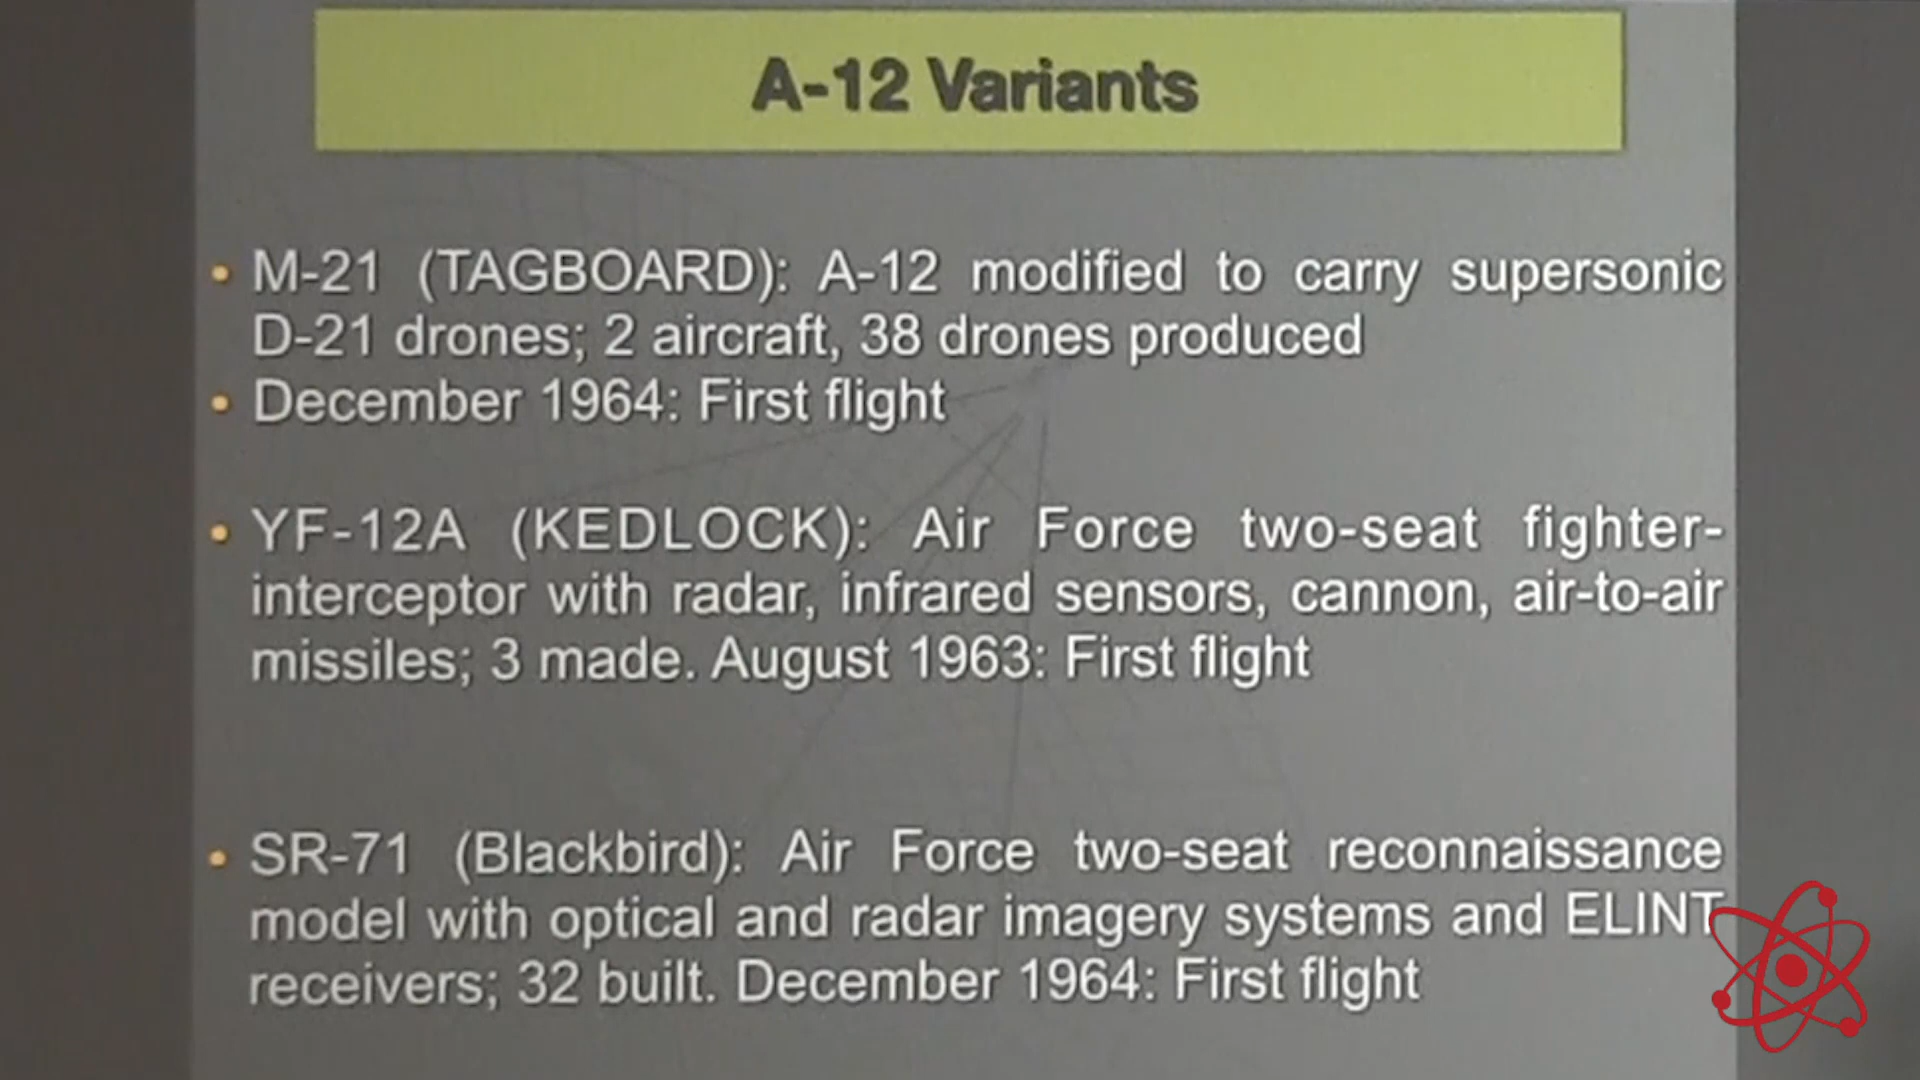 A-12 Variants
• M-21 (TAGBOARD): A-12 modified to carry supersonic
D-21 drones; 2 aircraft, 38 drones produced
• December 1964: First flight
• YF-12A (KEDLOCK): Air Force two-seat fighter-
interceptor with radar, infrared sensors, cannon, air-to-air
missiles; 3 made. August 1963: First flight
• SR-71 (Blackbird): Air Force two-seat reconnaissance
model with optical and radar imagery systems and ELINT
receivers; 32 built. December 1964: First flight